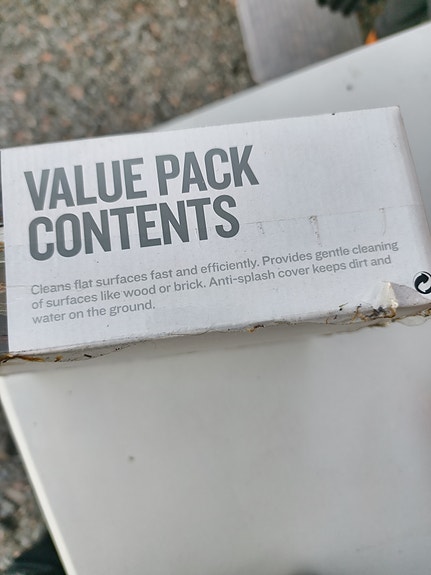 VALUE PACK
CONTENTS
Cleans flat surfaces fast and efficiently. Provides gentle cleaning
of surfaces like wood or brick. Anti-splash cover keeps dirt and
water on the ground.